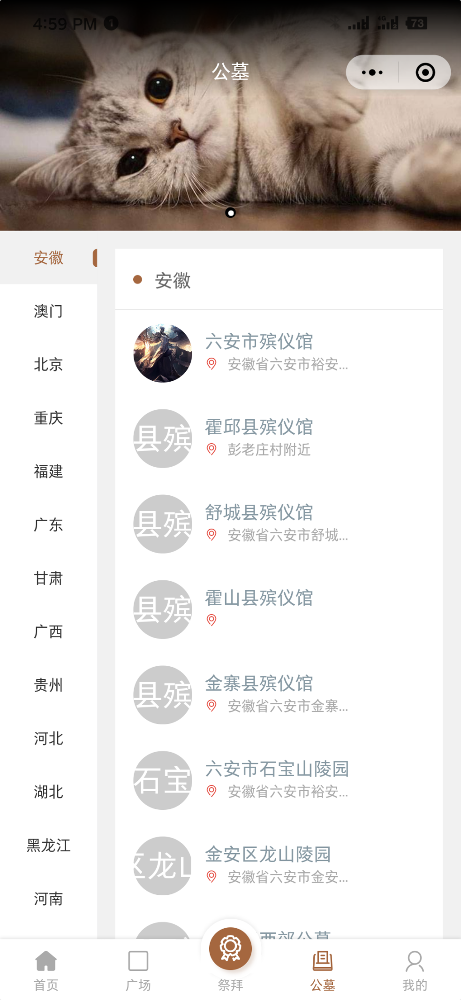 4:59 PM 1
4G 2 73
公墓
安徽
澳门
北京
重庆
福建
广东
甘肃
广西
贵州
河北
湖北
黑龙江
河南
安徽
六安市殡仪馆
安徽省六安市裕安...
县殡
霍邱县殡仪馆
彭老庄村附近
县殡
舒城县殡仪馆
安徽省六安市舒城...
县殡
霍山县殡仪馆
县殡
金寨县殡仪馆
安徽省六安市金寨...
石宝
六安市石宝山陵园
安徽省六安市裕安...
区龙山
金安区龙山陵园
安徽省六安市金安...
西郊公墓
首页
广场
祭拜
公墓
我的